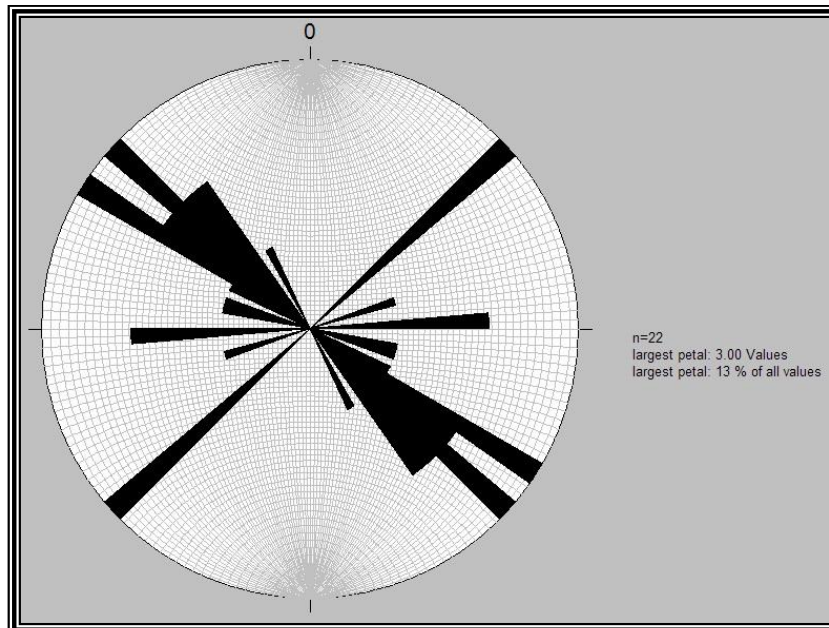 0
n=22
largest petal: 3.00 Values
largest petal: 13 % of all values